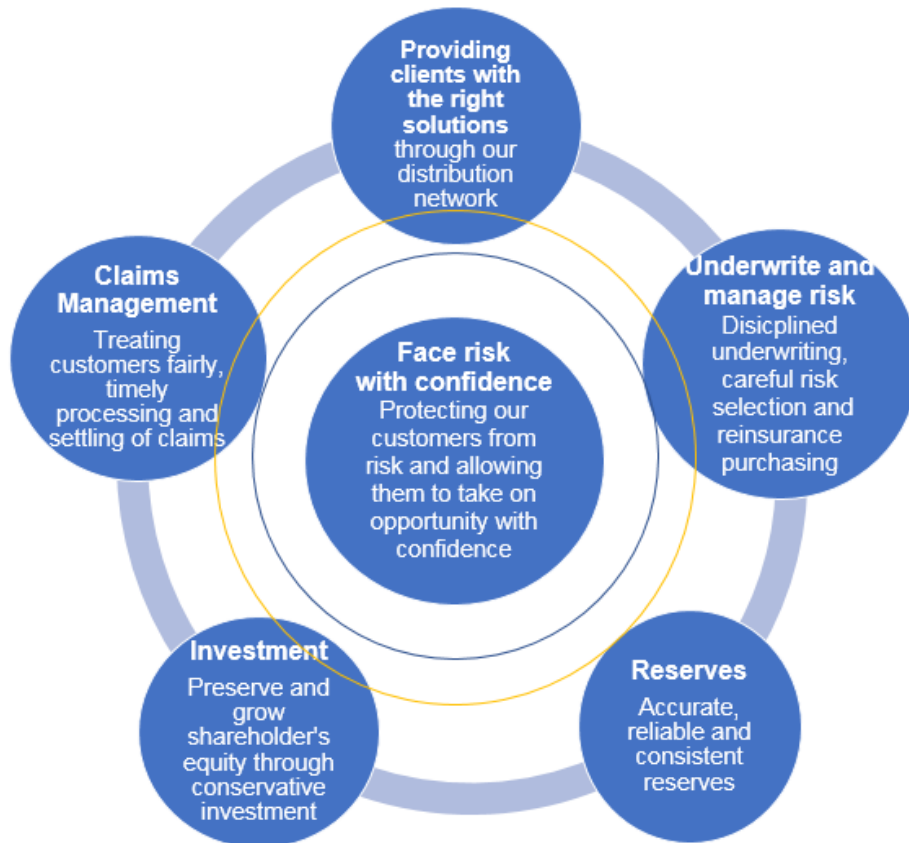 Providing
clients with
the right
solutions
through our
distribution
network
Underwrite and
manage risk
Disicplined
underwriting,
careful risk
selection and
reinsurance
purchasing
Reserves
Accurate,
reliable and
consistent
reserves
Investment
Preserve and
grow
shareholder's
equity through
conservative
investment
Claims
Management
Treating
customers fairly,
timely
processing and
settling of claims
Face risk
with confidence
Protecting our
customers from
risk and allowing
them to take on
opportunity with
confidence